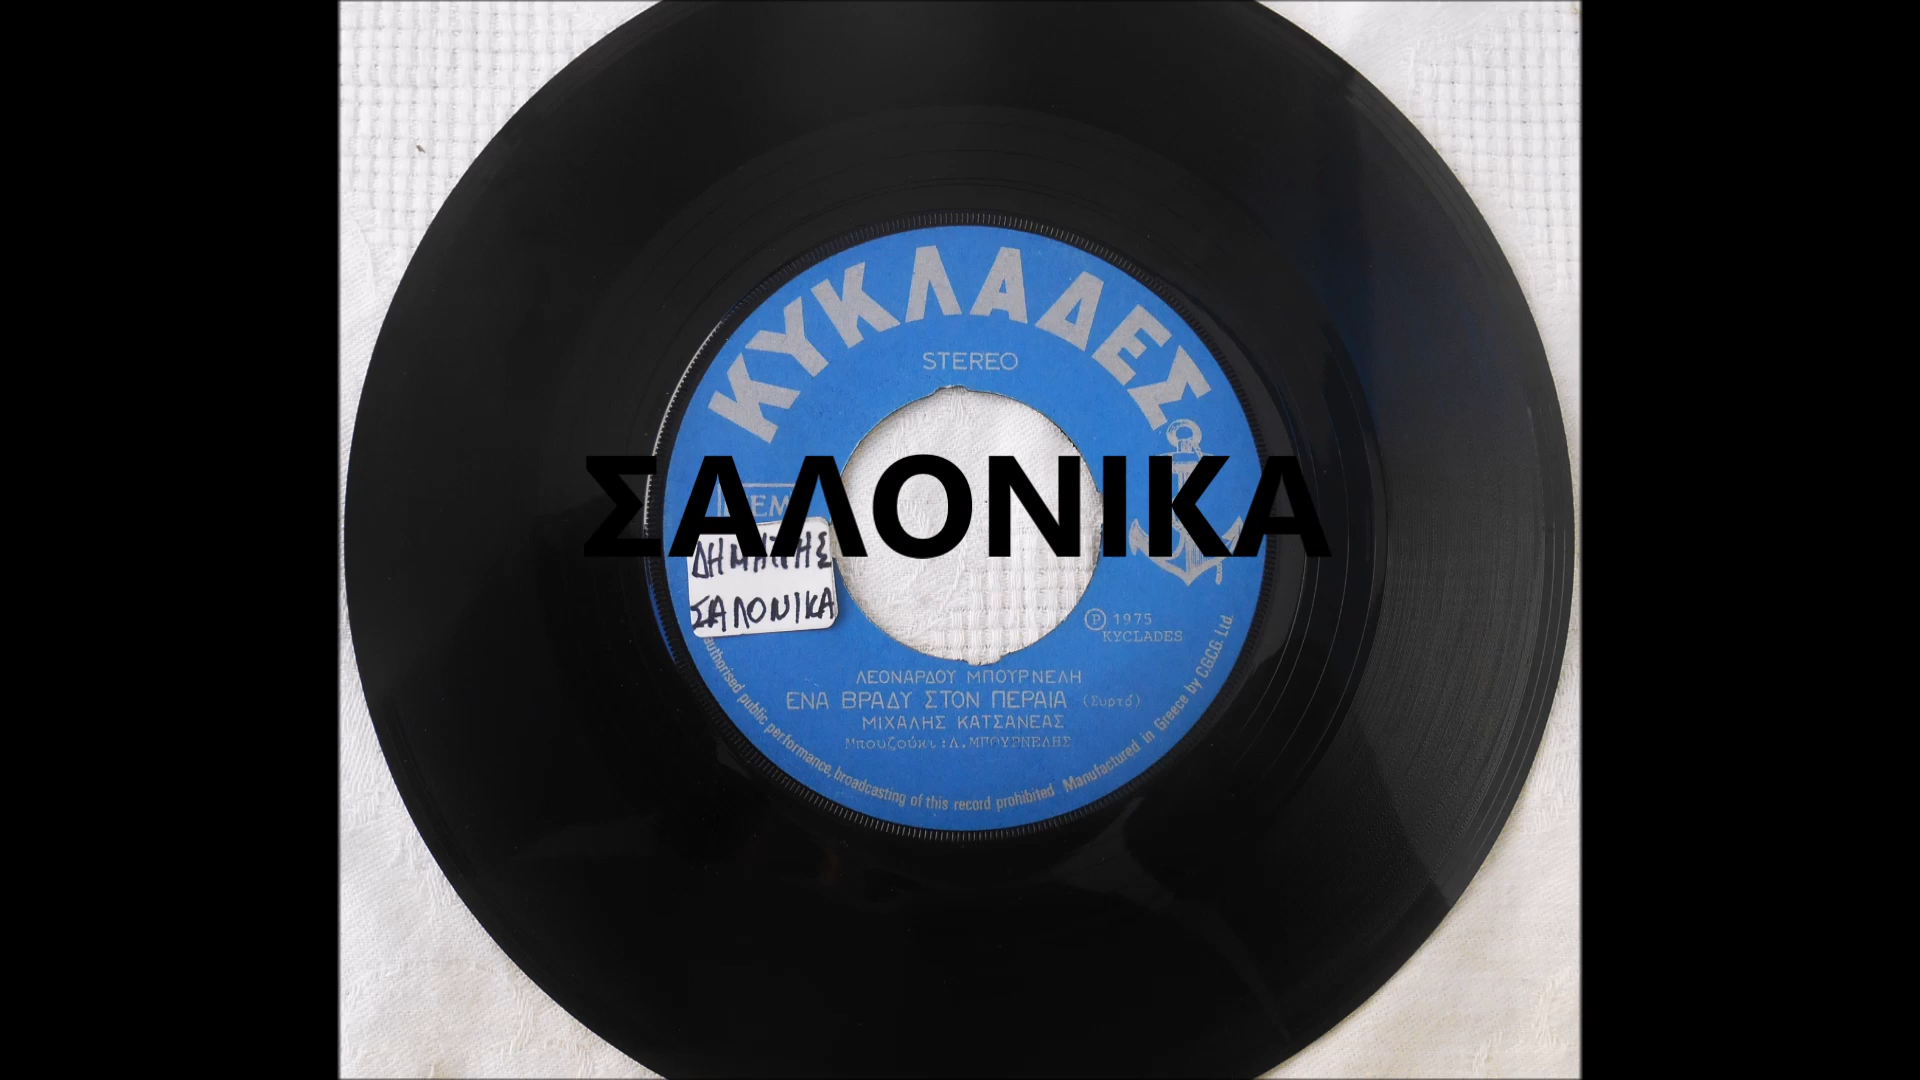 ΚΥΚΛΑΔΕΣ
STEREO
ΣΑΛΟΝΙΚΑ
ΔΗΜΑΤΗΣ
ΣΑΛΟΝΙΚΑ
Ⓟ 1975
KYCLADES
ΛΕΟΝΑΡΔΟΥ ΜΠΟΥΡΝΕΛΗ
ΕΝΑ ΒΡΑΔΥ ΣΤΟΝ ΠΕΡΑΙΑ (Συρτό)
ΜΙΧΑΛΗΣ ΚΑΤΣΑΝΕΑΣ
Μπουζούκι:Λ.ΜΠΟΥΡΝΕΛΗΣ
authorised public performance, broadcasting of this record prohibited Manufactured in Greece by C.G.C.G. Ltd.